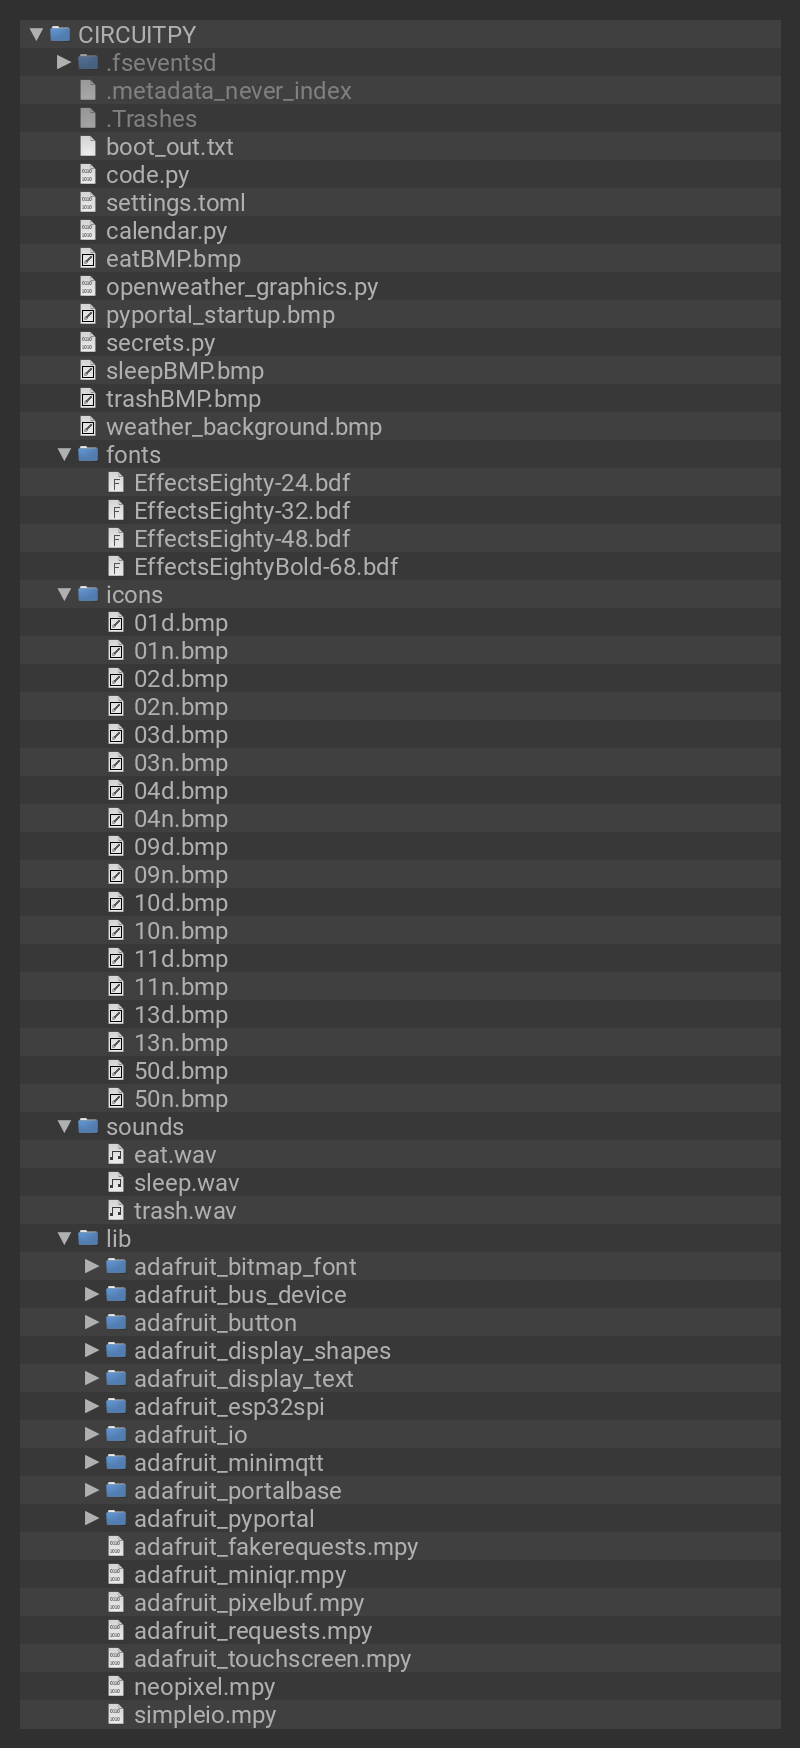 CIRCUITPY
.fseventsd
.metadata_never_index
.Trashes
boot_out.txt
code.py
settings.toml
calendar.py
eatBMP.bmp
openweather_graphics.py
pyportal_startup.bmp
secrets.py
sleepBMP.bmp
trashBMP.bmp
weather_background.bmp
fonts
EffectsEighty-24.bdf
EffectsEighty-32.bdf
EffectsEighty-48.bdf
EffectsEightyBold-68.bdf
icons
01d.bmp
01n.bmp
02d.bmp
02n.bmp
03d.bmp
03n.bmp
04d.bmp
04n.bmp
09d.bmp
09n.bmp
10d.bmp
10n.bmp
11d.bmp
11n.bmp
13d.bmp
13n.bmp
50d.bmp
50n.bmp
sounds
eat.wav
sleep.wav
trash.wav
lib
adafruit_bitmap_font
adafruit_bus_device
adafruit_button
adafruit_display_shapes
adafruit_display_text
adafruit_esp32spi
adafruit_io
adafruit_minimqtt
adafruit_portalbase
adafruit_pyportal
adafruit_fakerequests.mpy
adafruit_miniqr.mpy
adafruit_pixelbuf.mpy
adafruit_requests.mpy
adafruit_touchscreen.mpy
neopixel.mpy
simpleio.mpy